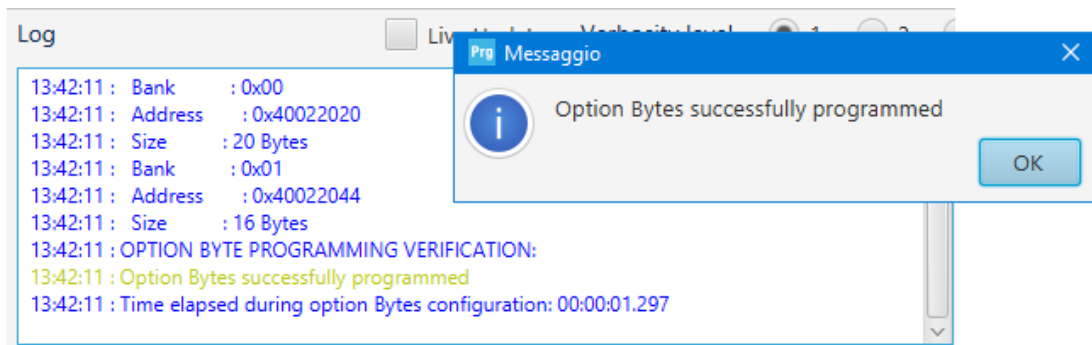 Log
Prg Messaggio
Option Bytes successfully programmed
OK
13:42:11 : Bank : 0x00
13:42:11 : Address : 0x40022020
13:42:11 : Size : 20 Bytes
13:42:11 : Bank : 0x01
13:42:11 : Address : 0x40022044
13:42:11 : Size : 16 Bytes
13:42:11 : OPTION BYTE PROGRAMMING VERIFICATION:
13:42:11 : Option Bytes successfully programmed
13:42:11 : Time elapsed during option Bytes configuration: 00:00:01.297